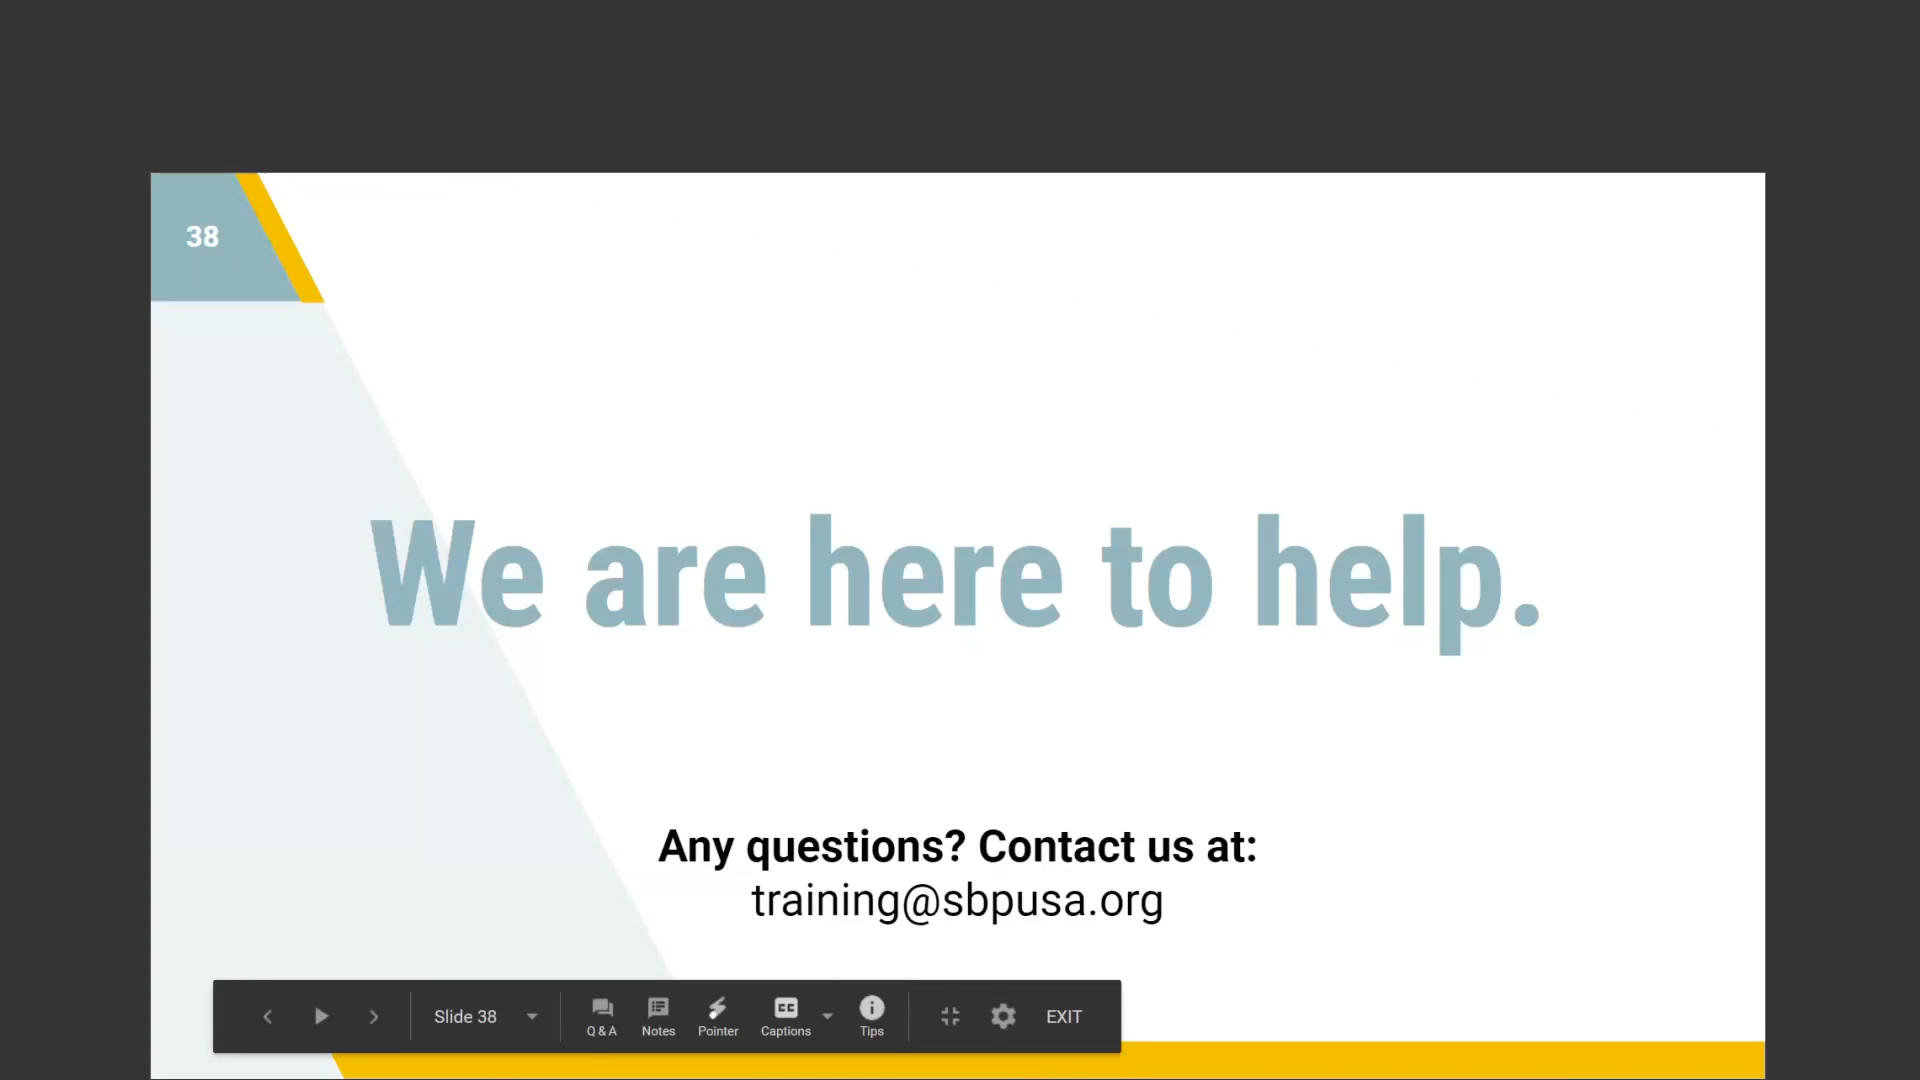 38
We are here to help.
Any questions? Contact us at:
training@sbpusa.org
Slide 38
Q & A
Notes
Pointer
Captions
Tips
EXIT